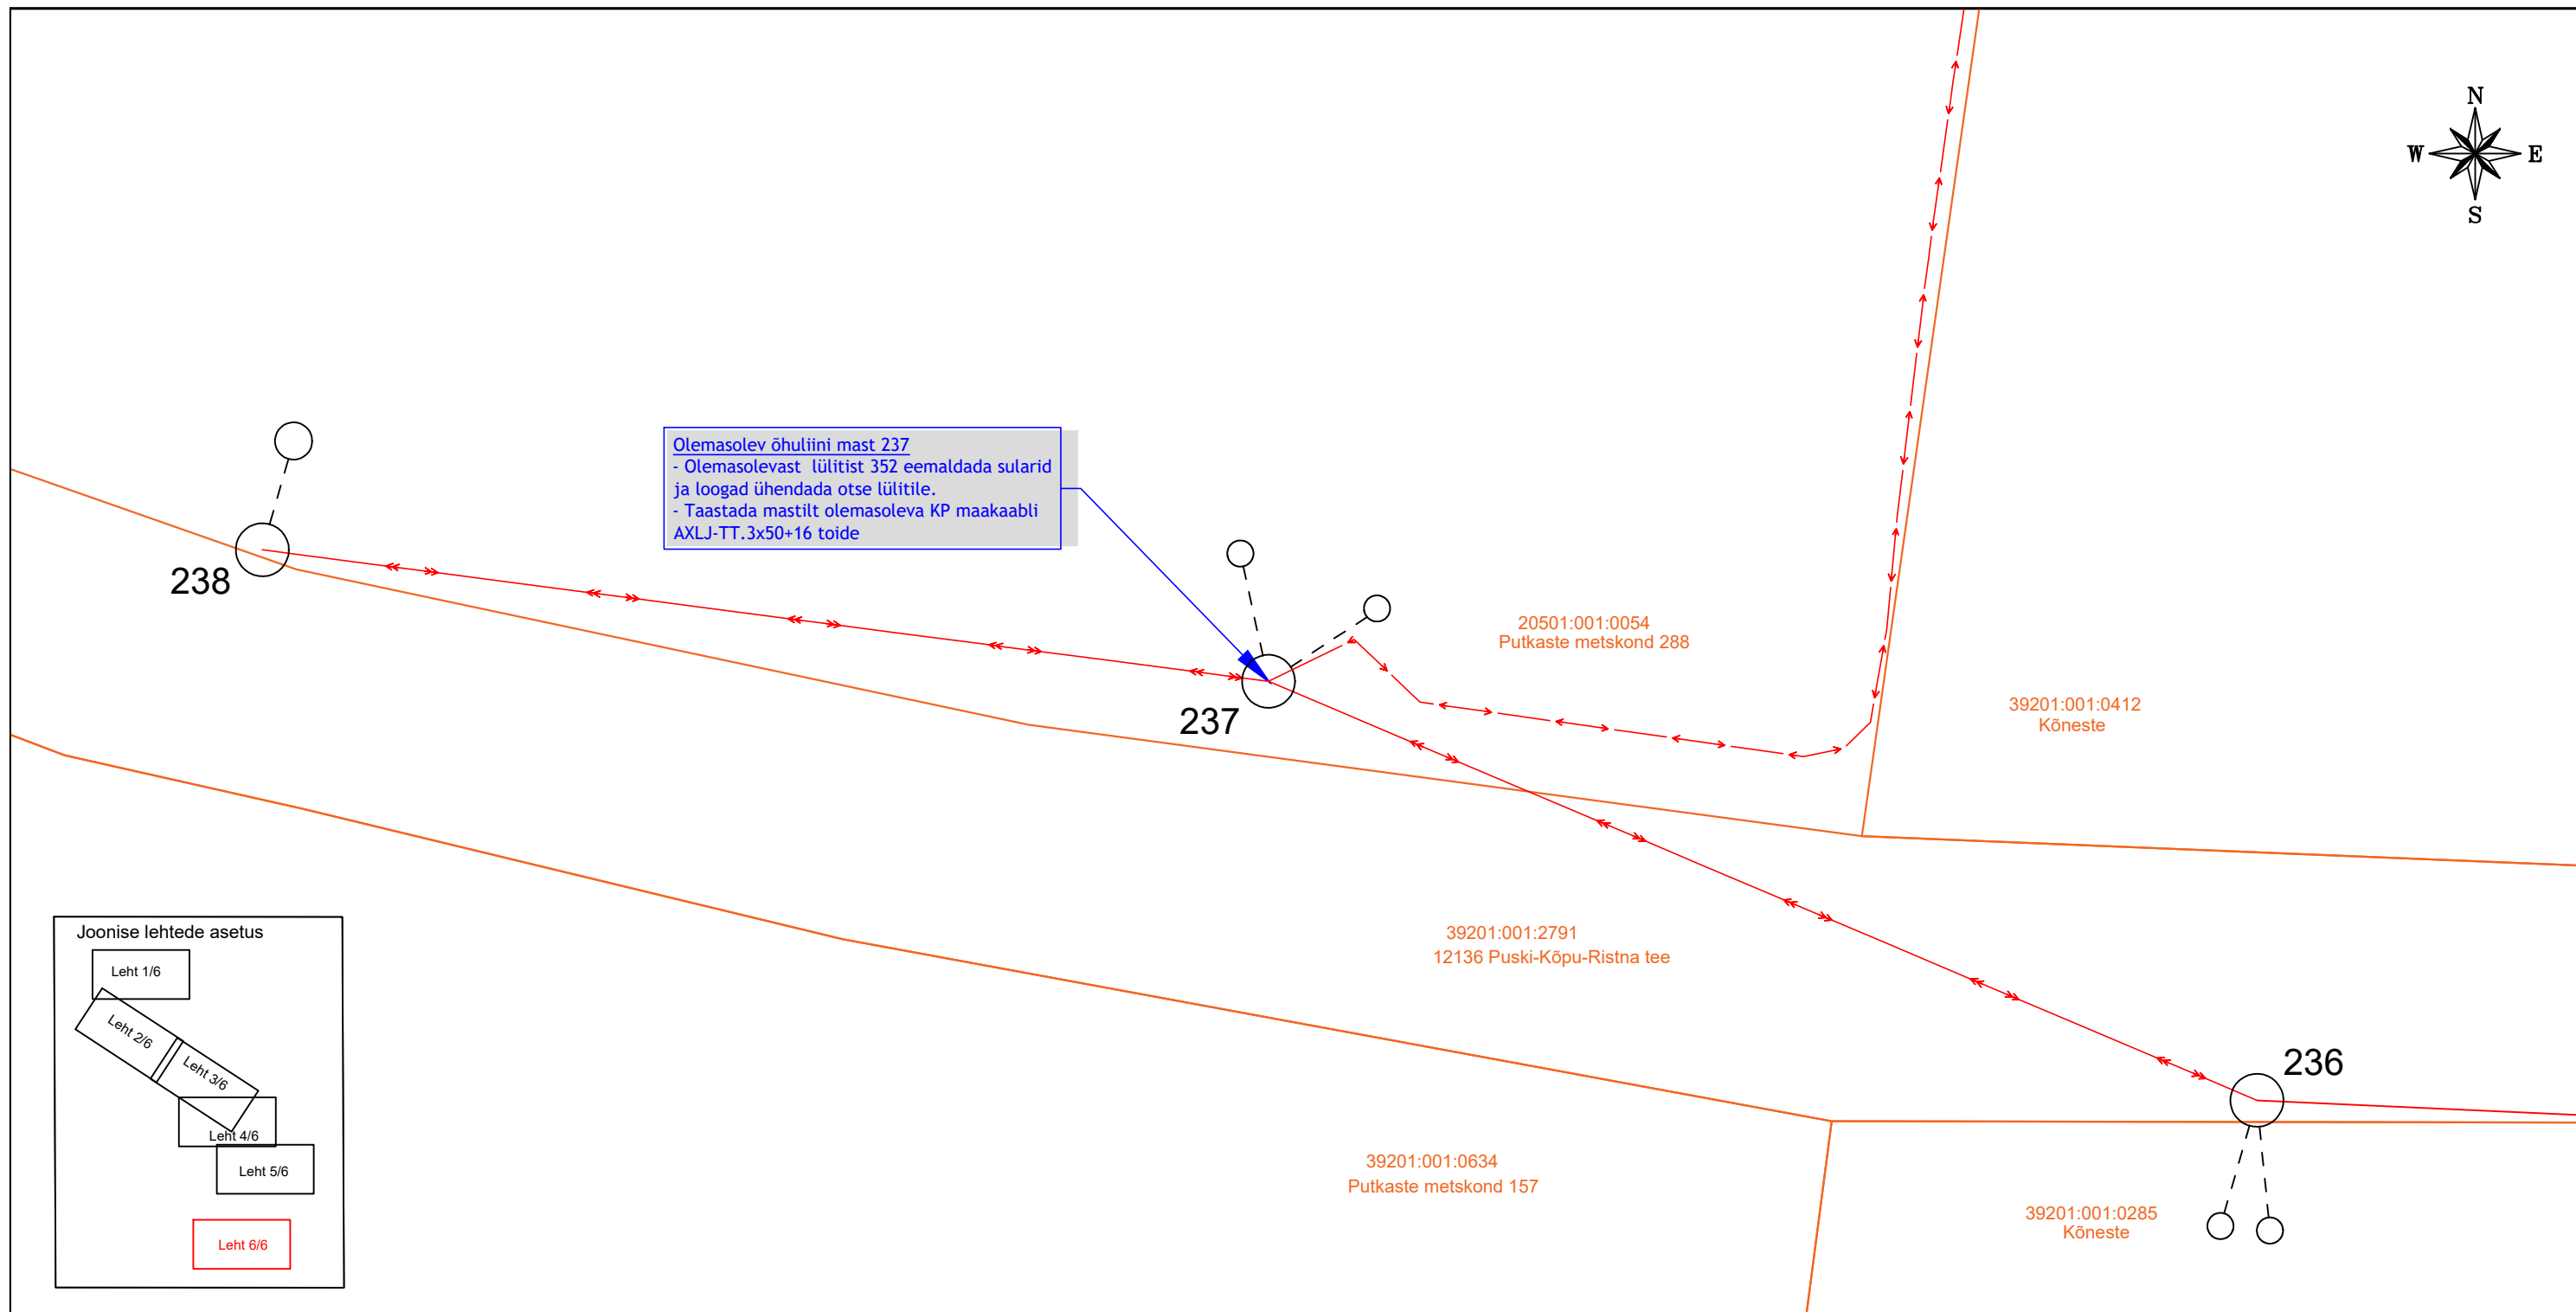 N
W E
S
Olemasolev õhuliini mast 237
- Olemasolevast lülitist 352 eemaldada sularid
ja loogad ühendada otse lülitile.
- Taastada mastilt olemasoleva KP maakaabli
AXLJ-TT.3x50+16 toide
238
237
20501:001:0054
Putkaste metskond 288
39201:001:0412
Kõneste
39201:001:2791
12136 Puski-Kõpu-Ristna tee
236
39201:001:0634
Putkaste metskond 157
39201:001:0285
Kõneste
Joonise lehtede asetus
Leht 1/6
Leht 2/6
Leht 3/6
Leht 4/6
Leht 5/6
Leht 6/6